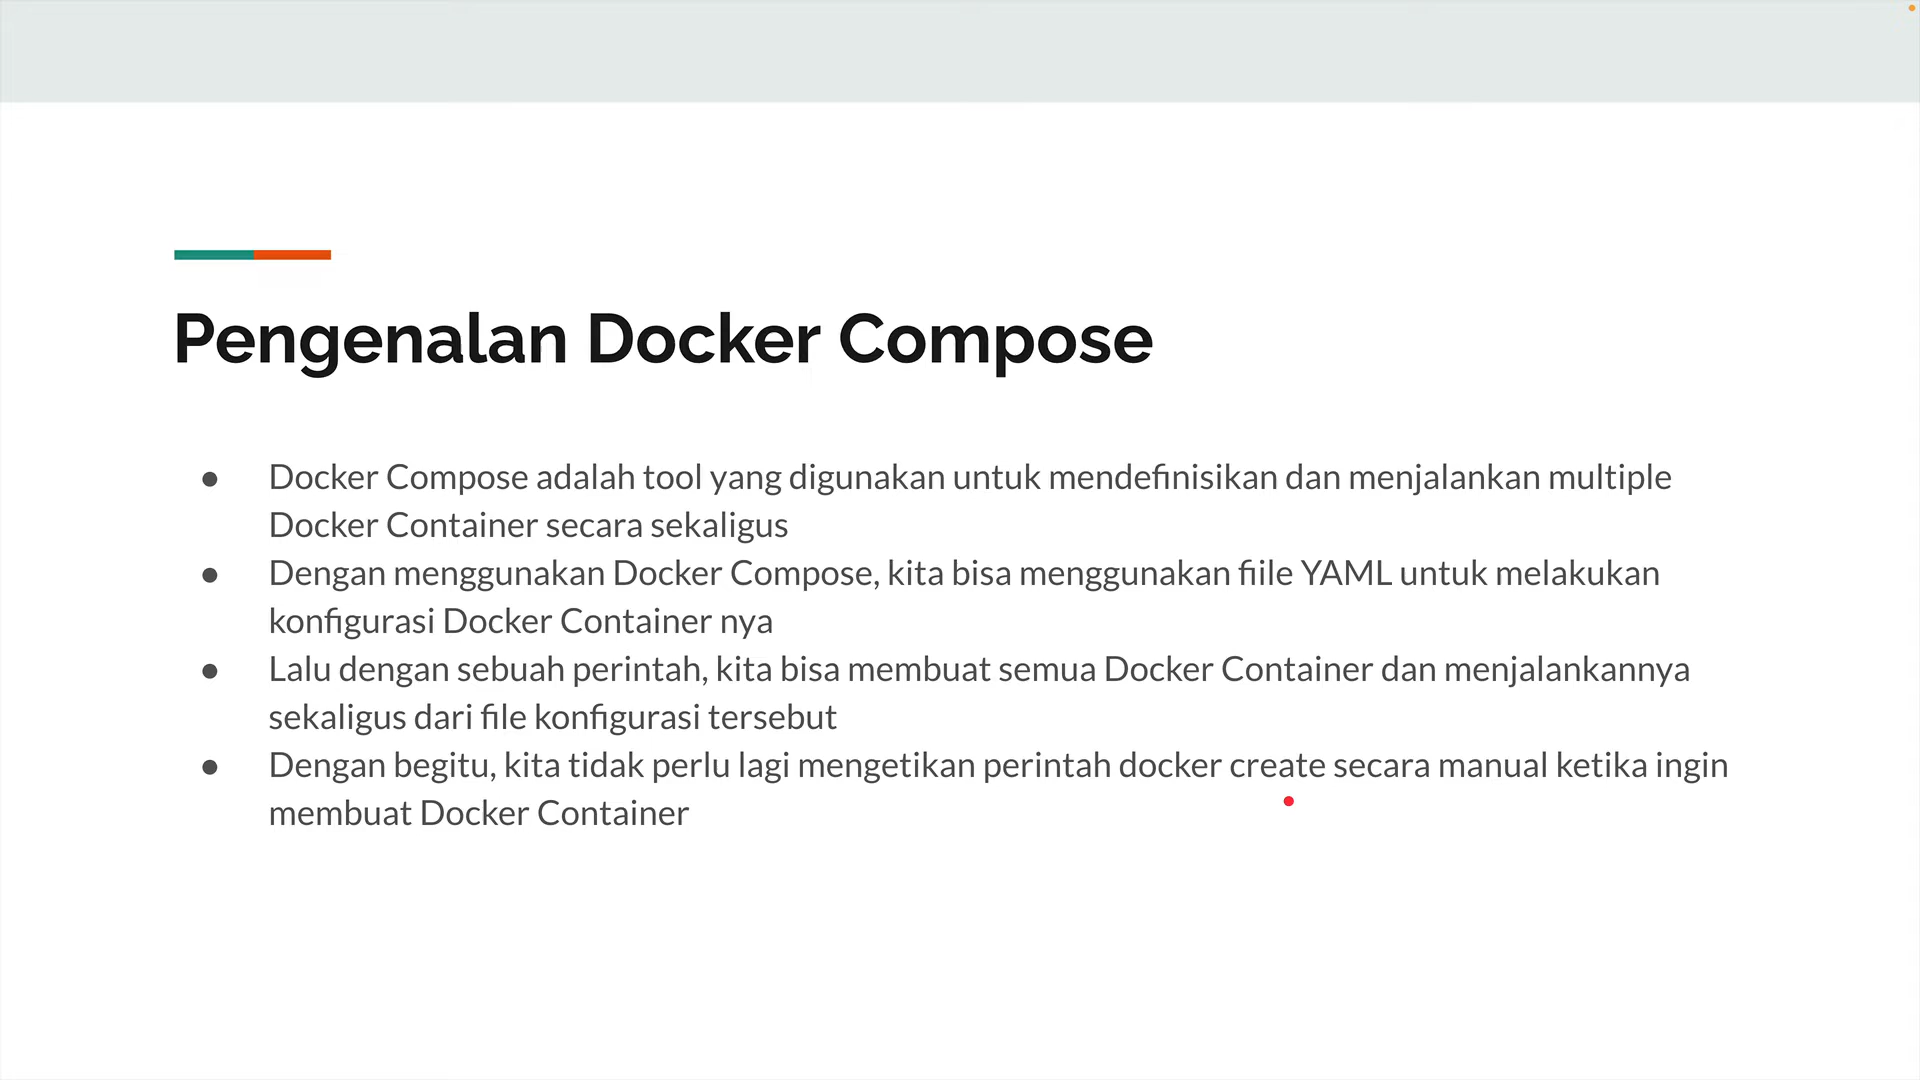 Pengenalan Docker Compose
● Docker Compose adalah tool yang digunakan untuk mendefinisikan dan menjalankan multiple
Docker Container secara sekaligus
● Dengan menggunakan Docker Compose, kita bisa menggunakan fiile YAML untuk melakukan
konfigurasi Docker Container nya
● Lalu dengan sebuah perintah, kita bisa membuat semua Docker Container dan menjalankannya
sekaligus dari file konfigurasi tersebut
● Dengan begitu, kita tidak perlu lagi mengetikan perintah docker create secara manual ketika ingin
membuat Docker Container